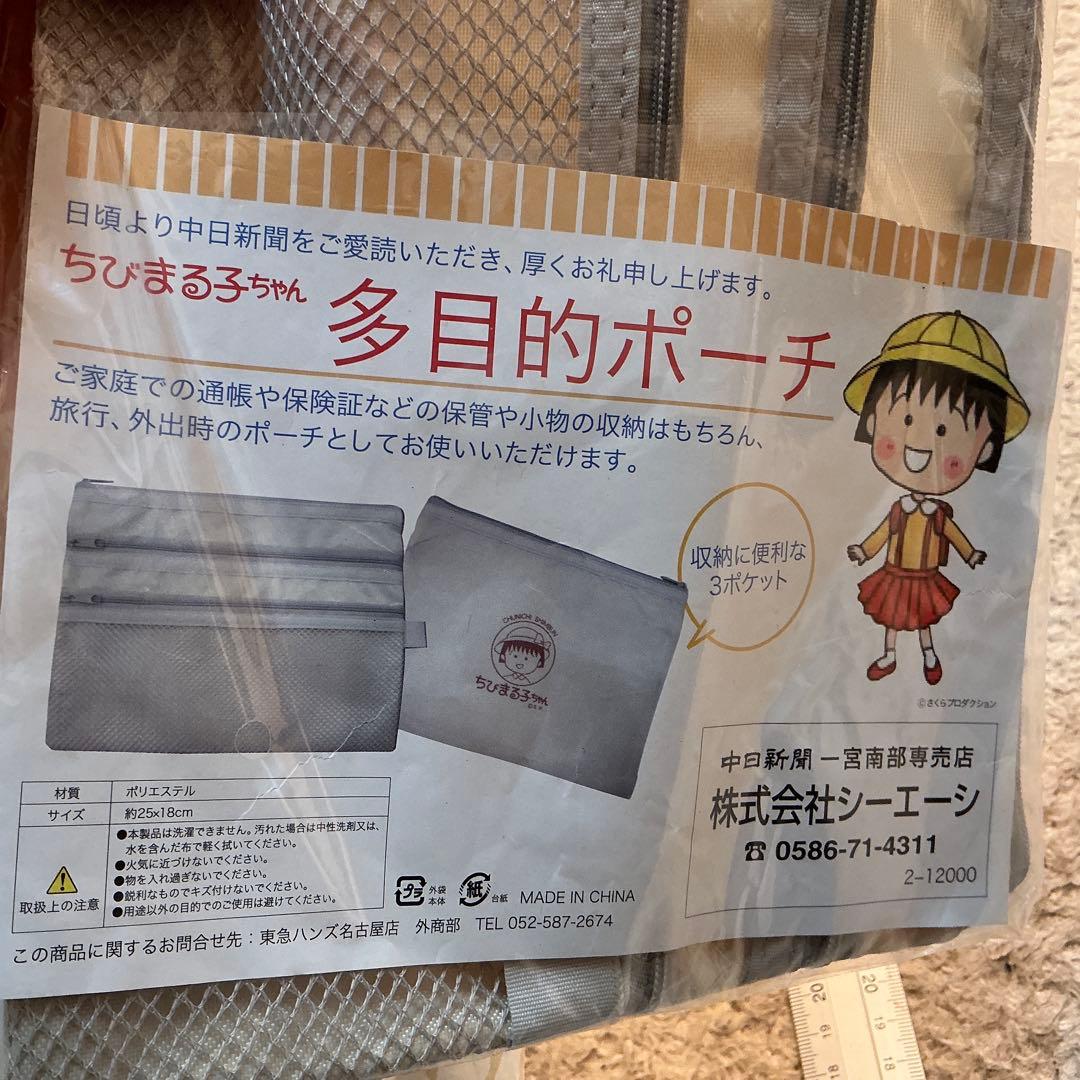 日頃より中日新聞をご愛読いただき、厚くお礼申し上げます。
ちびまる子ちゃん 多目的ポーチ
ご家庭での通帳や保険証などの保管や小物の収納はもちろん、
旅行、外出時のポーチとしてお使いいただけます。
収納に便利な
3ポケット
CHUNICHI SHIMBUN
ちびまる子ちゃん
©さくらプロダクション
中日新聞 一宮南部専売店
株式会社シーエーシ
☎ 0586-71-4311
2-12000
材質 ポリエステル
サイズ 約25×18cm
取扱上の注意
●本製品は洗濯できません。汚れた場合は中性洗剤又は、
水を含んだ布で軽く拭いてください。
●火気に近づけないでください。
●物を入れ過ぎないでください。
●鋭利なものでキズ付けないでください。
●用途以外の目的でのご使用は避けてください。
プラ 外袋 本体 紙 台紙 MADE IN CHINA
この商品に関するお問合せ先：東急ハンズ名古屋店 外商部 TEL 052-587-2674
20 19 18
20 19 18